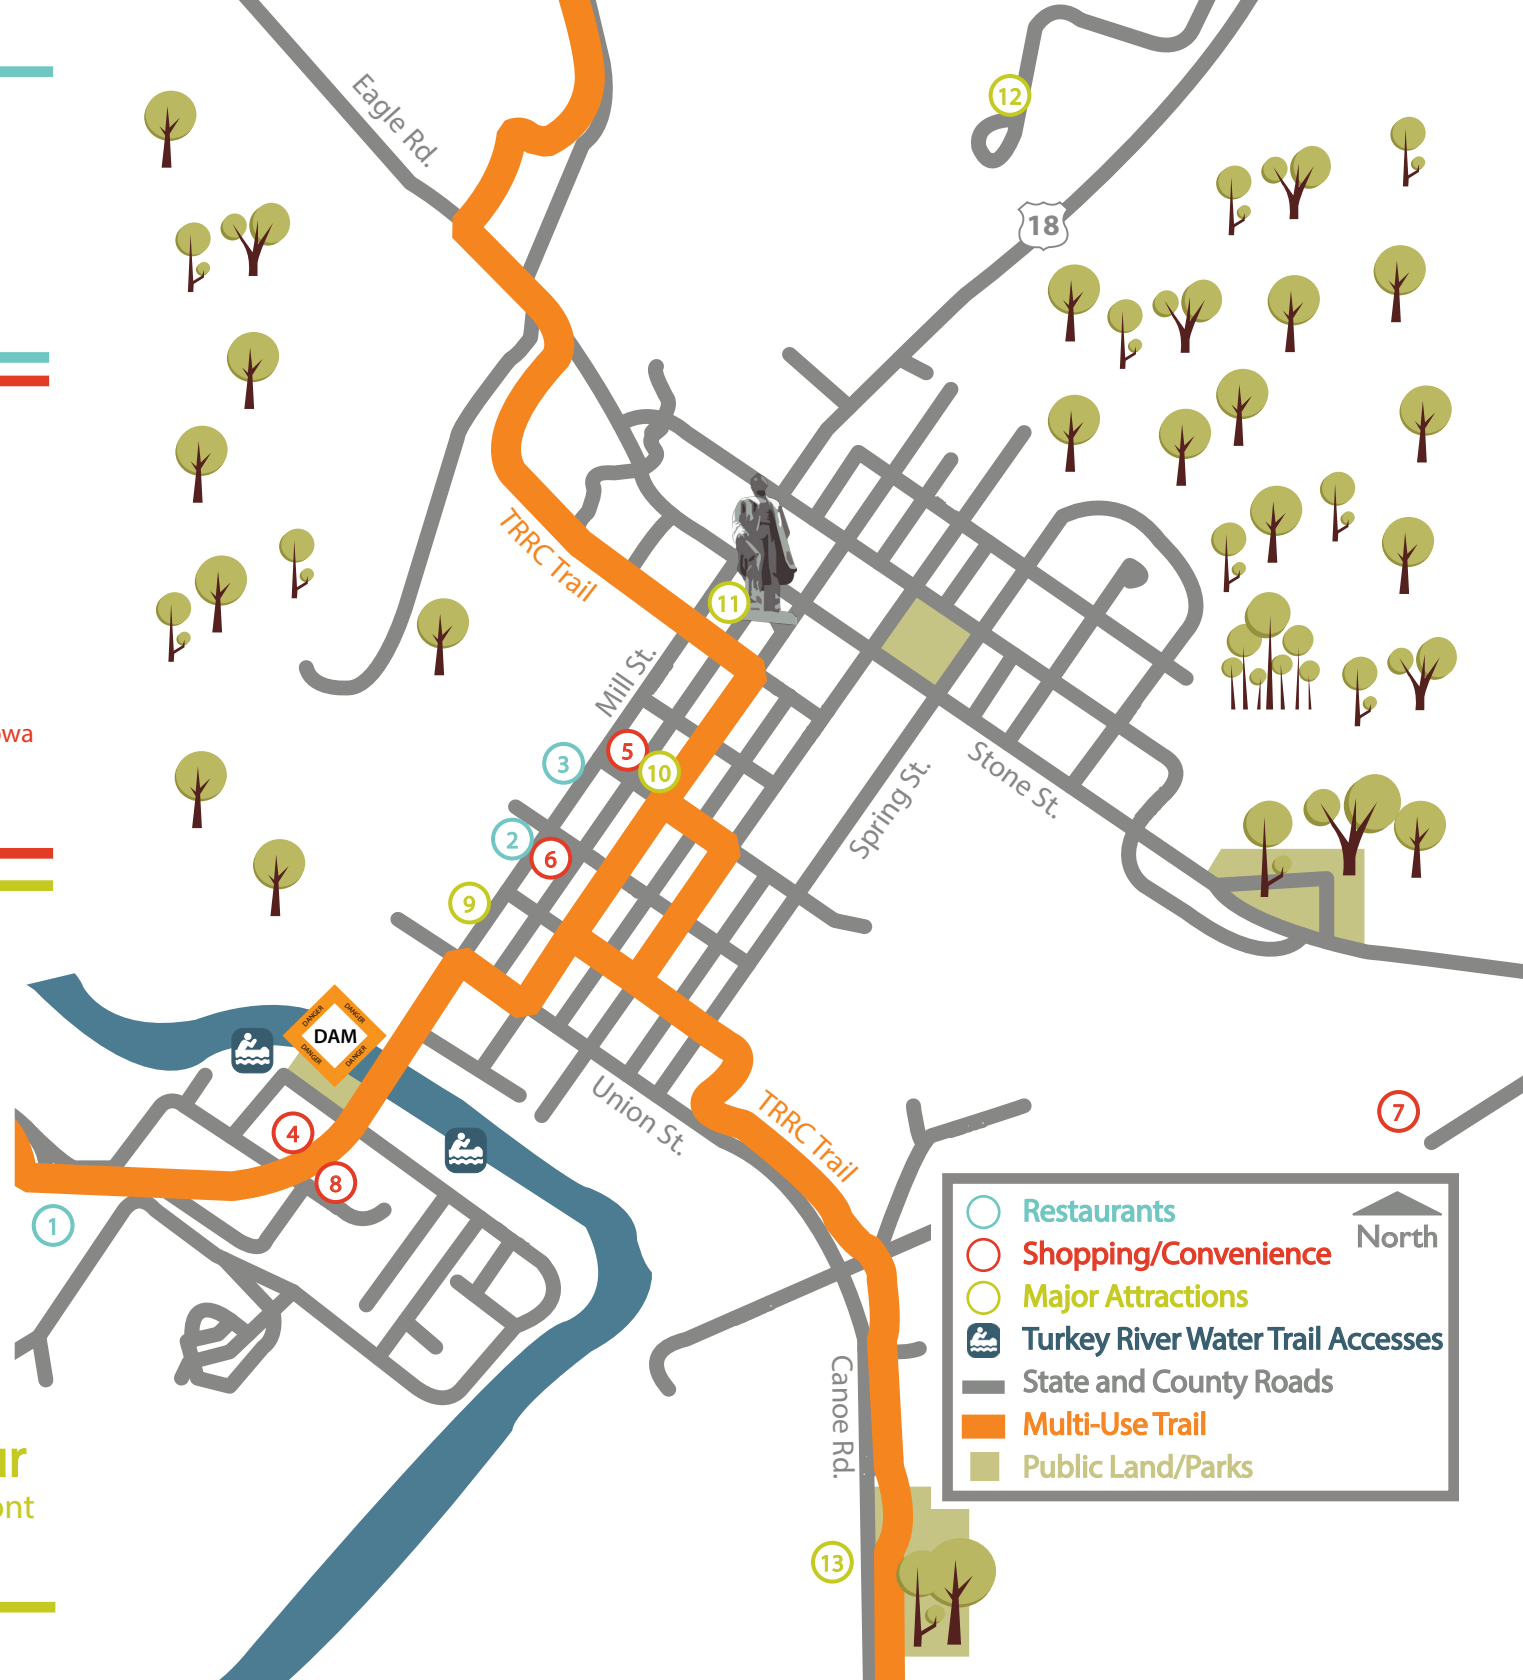 Eagle Rd.
12
18
TRRC Trail
11
Mill St.
owa
5
3
10
Stone St.
Spring St.
2
6
9
DANGER
DANGER
DAM
DANGER
DANGER
Union St.
TRRC Trail
7
4
8
1
Restaurants
Shopping/Convenience
North
Major Attractions
Turkey River Water Trail Accesses
State and County Roads
Multi-Use Trail
Public Land/Parks
Canoe Rd.
ur
ont
13